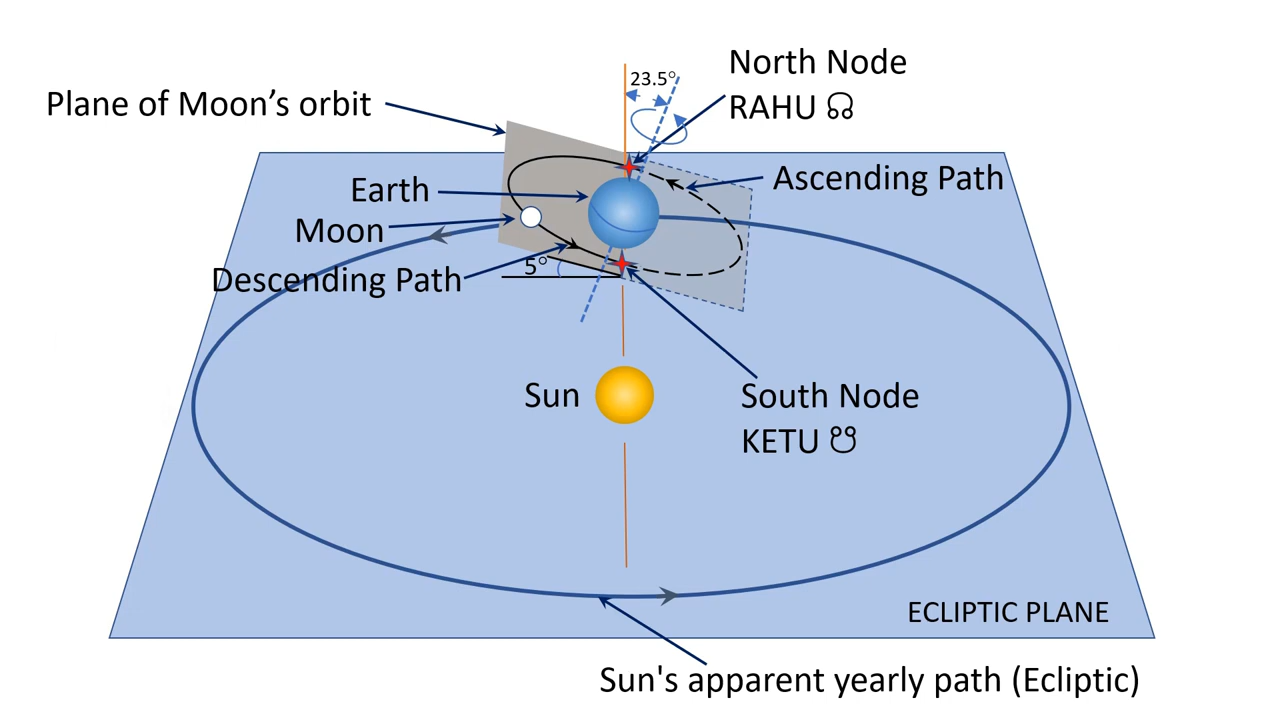 North Node
RAHU ☊
23.5°
Plane of Moon's orbit
Ascending Path
Earth
Moon
Descending Path
5°
Sun
South Node
KETU ☋
ECLIPTIC PLANE
Sun's apparent yearly path (Ecliptic)